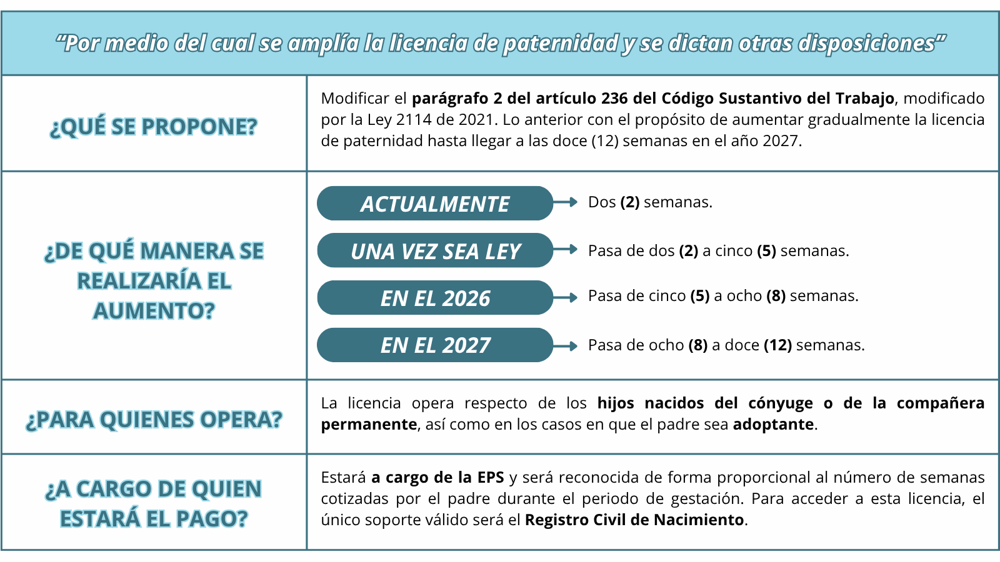 “Por medio del cual se amplía la licencia de paternidad y se dictan otras disposiciones”
¿QUÉ SE PROPONE?
Modificar el parágrafo 2 del artículo 236 del Código Sustantivo del Trabajo, modificado
por la Ley 2114 de 2021. Lo anterior con el propósito de aumentar gradualmente la licencia
de paternidad hasta llegar a las doce (12) semanas en el año 2027.
¿DE QUÉ MANERA SE
REALIZARÍA EL
AUMENTO?
ACTUALMENTE
Dos (2) semanas.
UNA VEZ SEA LEY
Pasa de dos (2) a cinco (5) semanas.
EN EL 2026
Pasa de cinco (5) a ocho (8) semanas.
EN EL 2027
Pasa de ocho (8) a doce (12) semanas.
¿PARA QUIENES OPERA?
La licencia opera respecto de los hijos nacidos del cónyuge o de la compañera
permanente, así como en los casos en que el padre sea adoptante.
¿A CARGO DE QUIEN
ESTARÁ EL PAGO?
Estará a cargo de la EPS y será reconocida de forma proporcional al número de semanas
cotizadas por el padre durante el periodo de gestación. Para acceder a esta licencia, el
único soporte válido será el Registro Civil de Nacimiento.